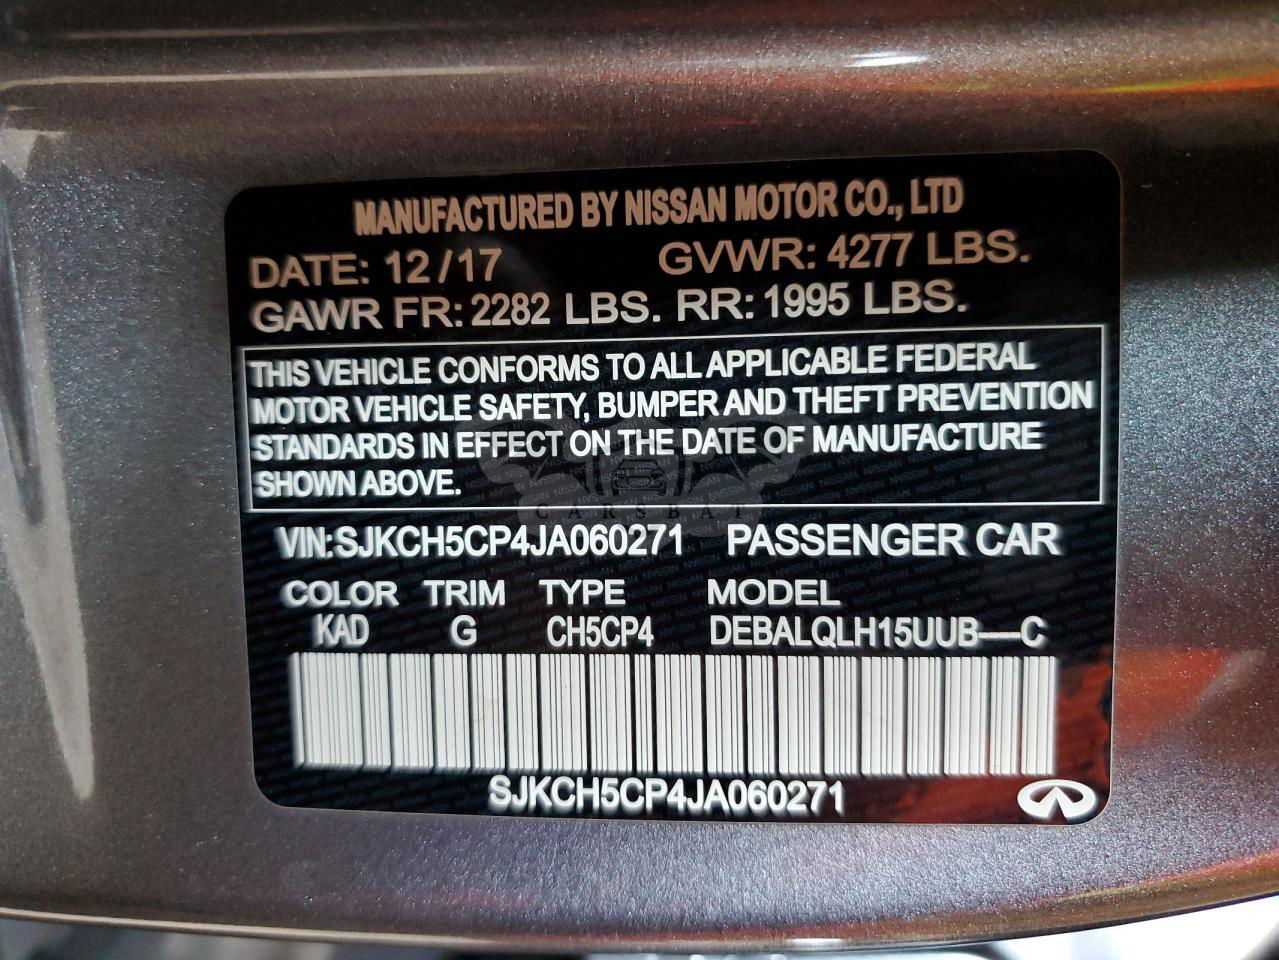 MANUFACTURED BY NISSAN MOTOR CO., LTD
DATE: 12/17 GVWR: 4277 LBS.
GAWR FR: 2282 LBS. RR: 1995 LBS.
THIS VEHICLE CONFORMS TO ALL APPLICABLE FEDERAL
MOTOR VEHICLE SAFETY, BUMPER AND THEFT PREVENTION
STANDARDS IN EFFECT ON THE DATE OF MANUFACTURE
SHOWN ABOVE.
CARSBAT
VIN:SJKCH5CP4JA060271 PASSENGER CAR
COLOR TRIM TYPE MODEL
KAD G CH5CP4 DEBALQLH15UUB—-C
SJKCH5CP4JA060271